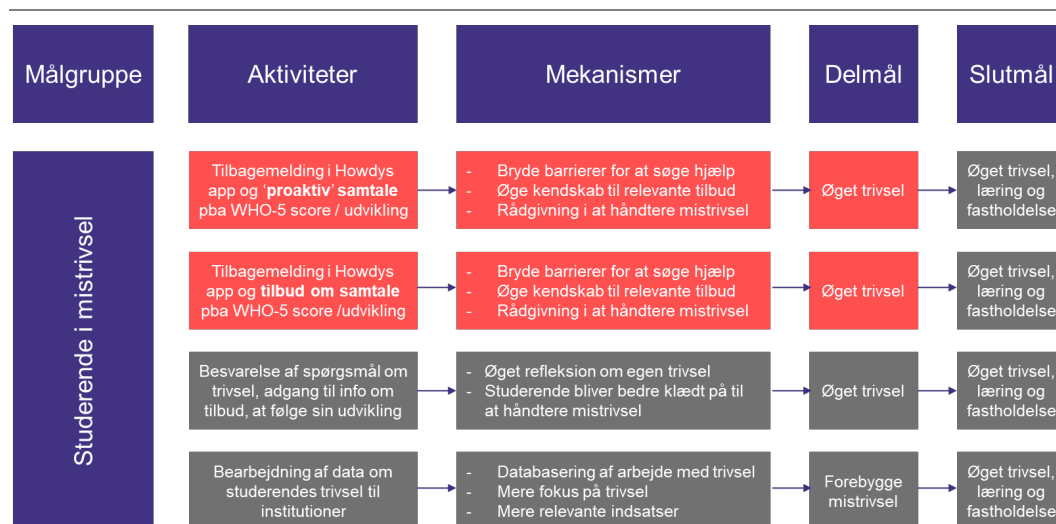 Målgruppe
Aktiviteter
Mekanismer
Delmål
Slutmål
Studerende i mistrivsel
Tilbagemelding i Howdys
app og ‘proaktiv’ samtale
pba WHO-5 score / udvikling
- Bryde barrierer for at søge hjælp
- Øge kendskab til relevante tilbud
- Rådgivning i at håndtere mistrivsel
Øget trivsel
Øget trivsel,
læring og
fastholdelse
Tilbagemelding i Howdys
app og tilbud om samtale
pba WHO-5 score /udvikling
- Bryde barrierer for at søge hjælp
- Øge kendskab til relevante tilbud
- Rådgivning i at håndtere mistrivsel
Øget trivsel
Øget trivsel,
læring og
fastholdelse
Besvarelse af spørgsmål om
trivsel, adgang til info om
tilbud, at følge sin udvikling
- Øget refleksion om egen trivsel
- Studerende bliver bedre klædt på til
at håndtere mistrivsel
Øget trivsel
Øget trivsel,
læring og
fastholdelse
Bearbejdning af data om
studerendes trivsel til
institutioner
- Databasering af arbejde med trivsel
- Mere fokus på trivsel
- Mere relevante indsatser
Forebygge
mistrivsel
Øget trivsel,
læring og
fastholdelse